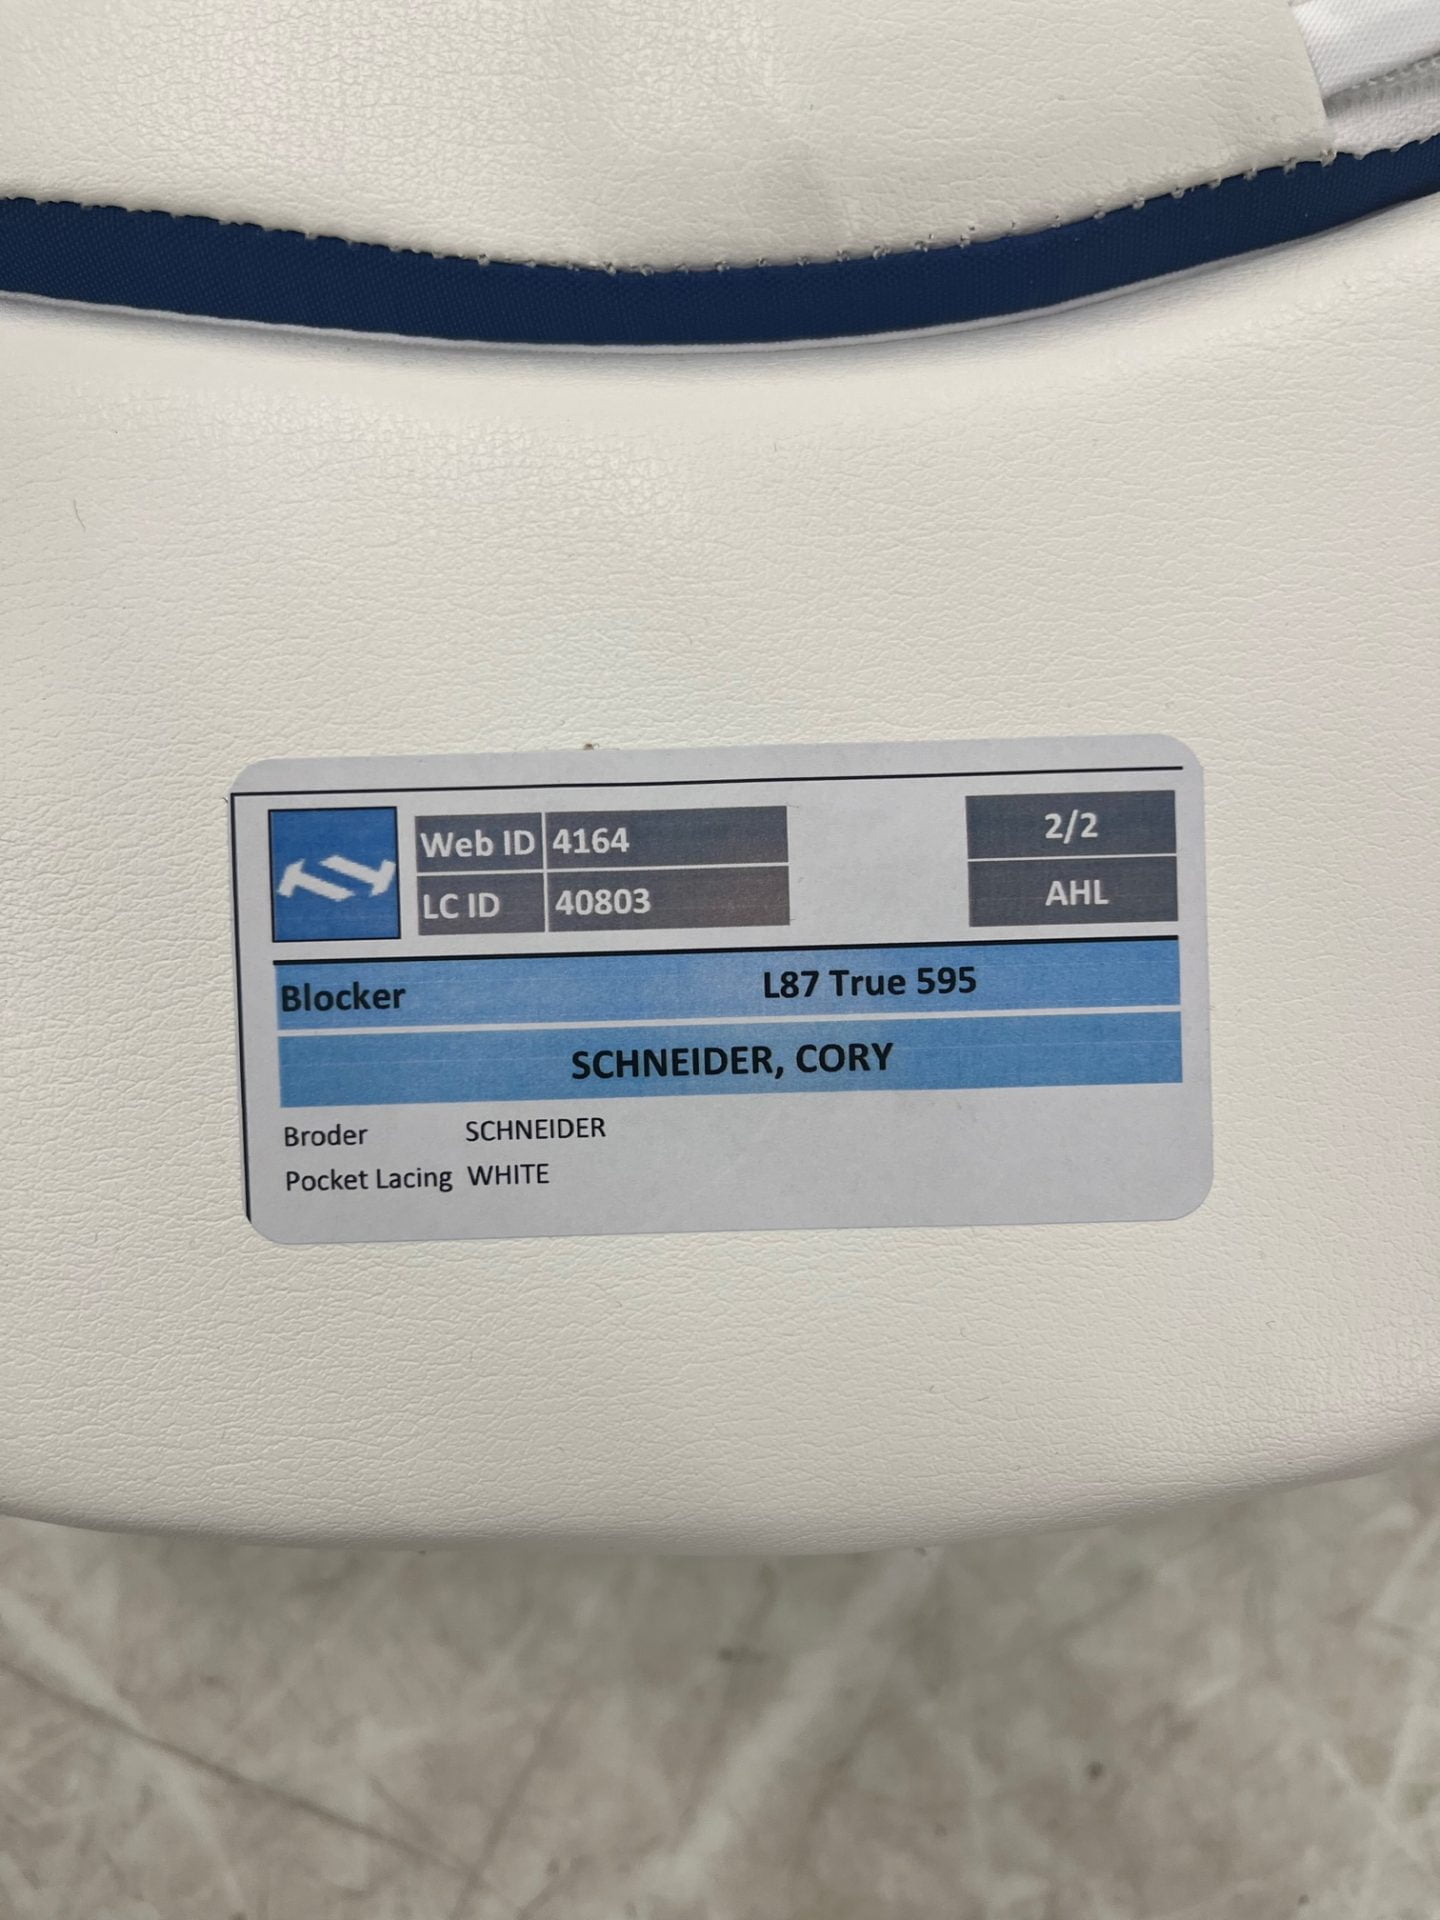 Web ID 4164 2/2
LC ID 40803 AHL
Blocker L87 True 595
SCHNEIDER, CORY
Broder SCHNEIDER
Pocket Lacing WHITE